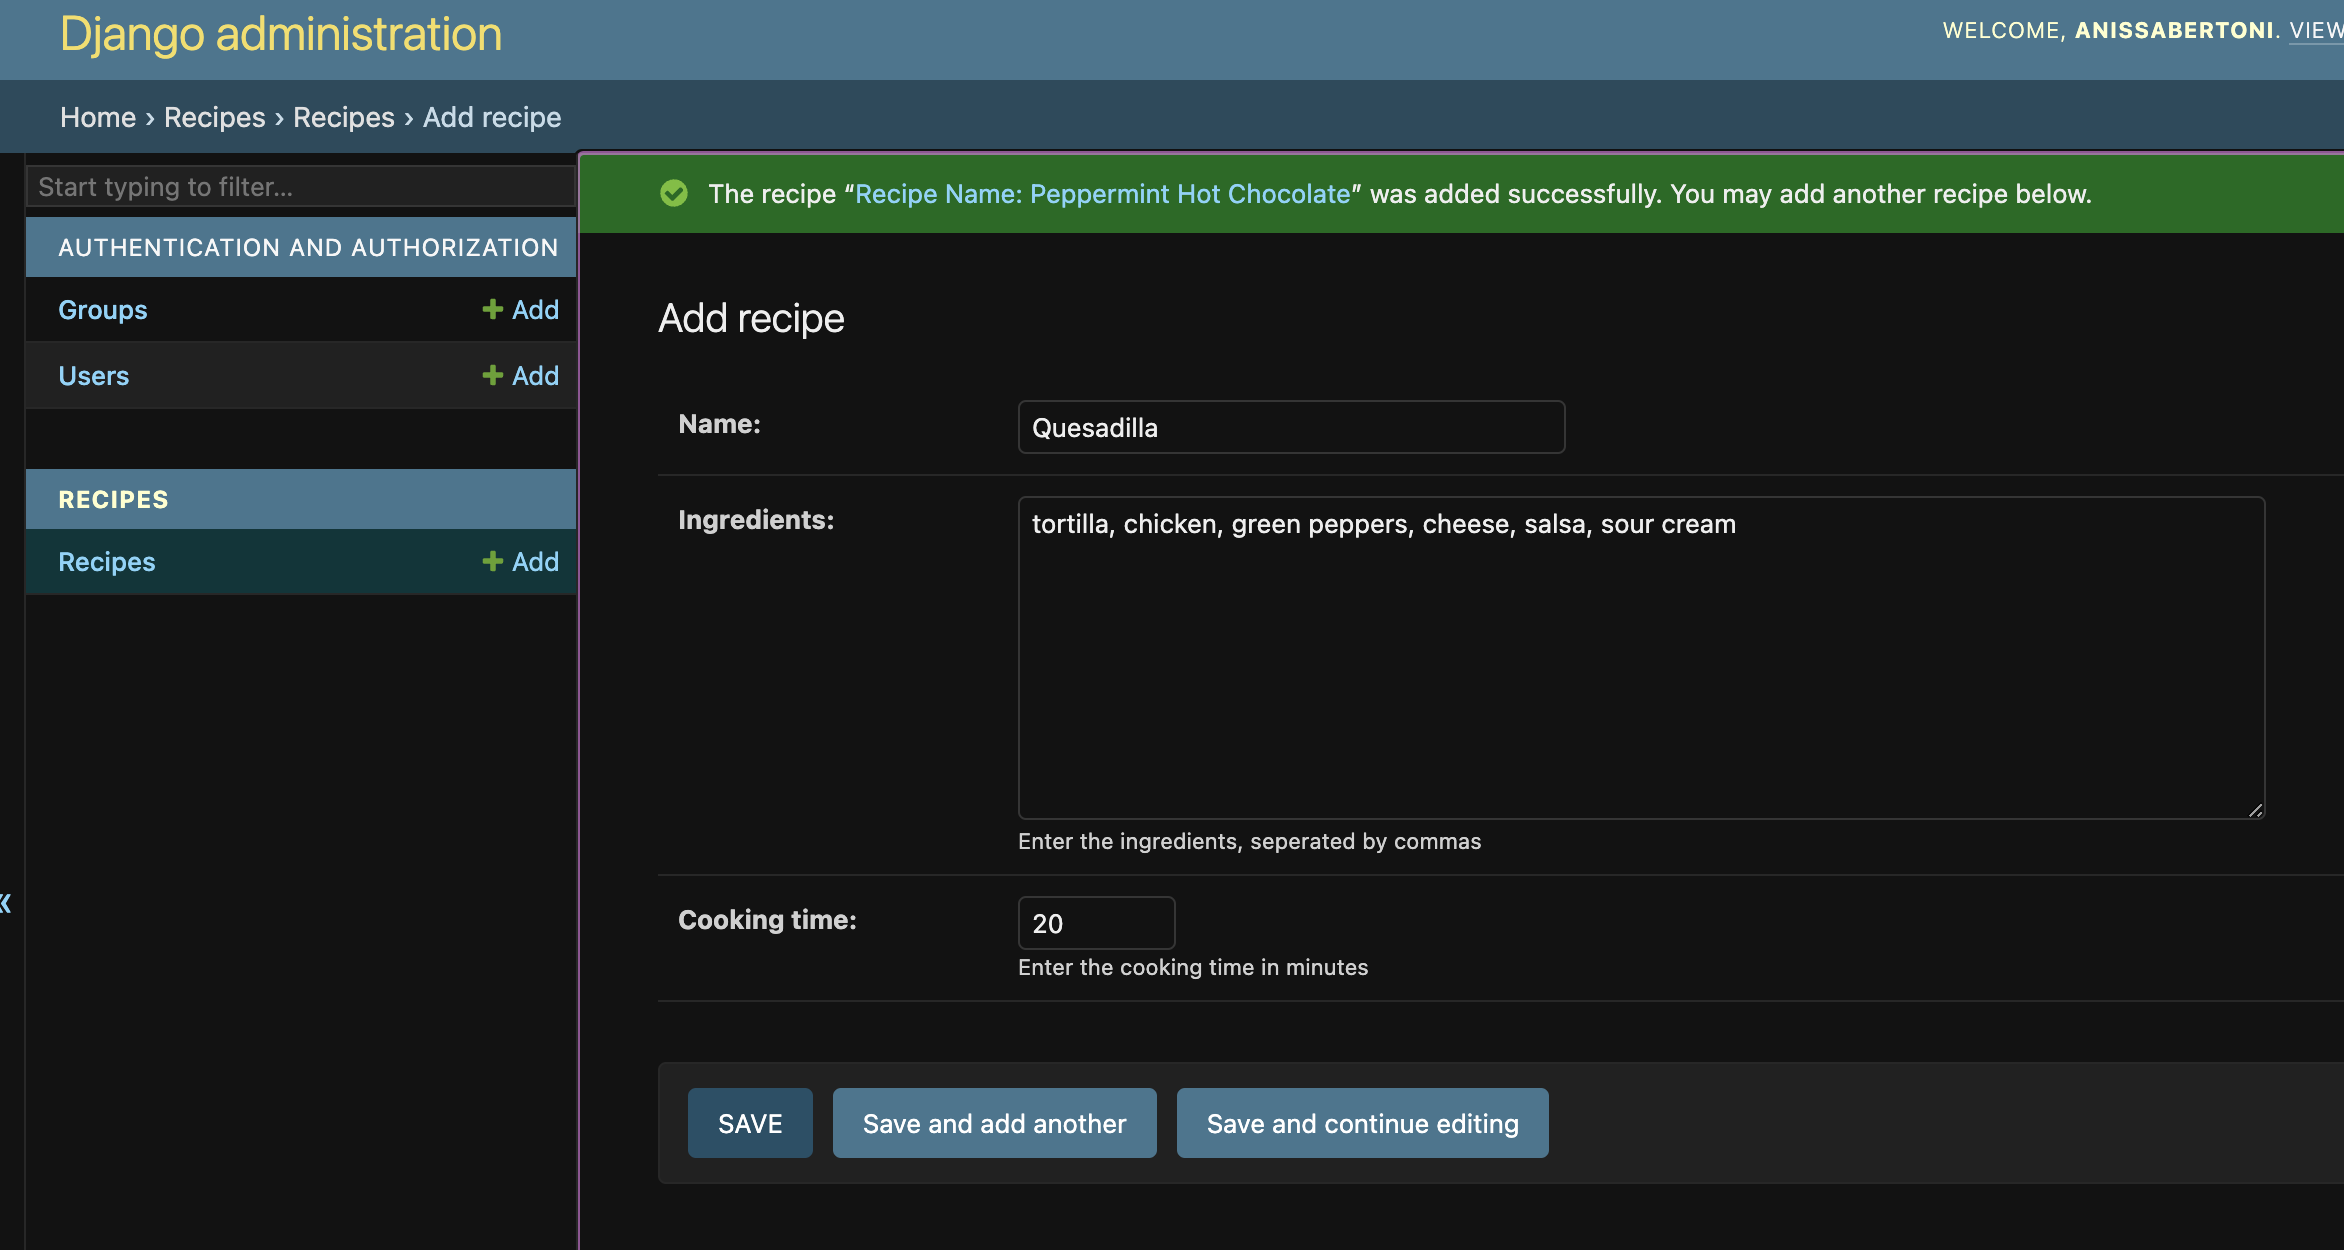 Django administration
WELCOME, ANISSABERTONI. VIEW
Home › Recipes › Recipes › Add recipe
Start typing to filter...
AUTHENTICATION AND AUTHORIZATION
Groups + Add
Users + Add
RECIPES
Recipes + Add
«
The recipe “Recipe Name: Peppermint Hot Chocolate” was added successfully. You may add another recipe below.
Add recipe
Name: Quesadilla
Ingredients: tortilla, chicken, green peppers, cheese, salsa, sour cream
Enter the ingredients, seperated by commas
Cooking time: 20
Enter the cooking time in minutes
SAVE Save and add another Save and continue editing